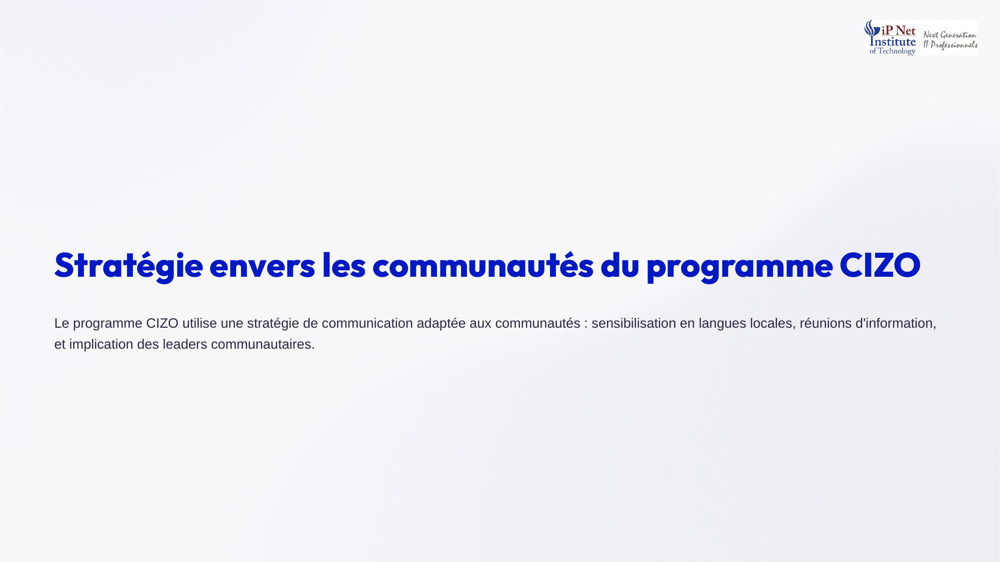 iP Net
Institute
of Technology
Next Generation
IT Professionnels
Stratégie envers les communautés du programme CIZO
Le programme CIZO utilise une stratégie de communication adaptée aux communautés : sensibilisation en langues locales, réunions d'information,
et implication des leaders communautaires.